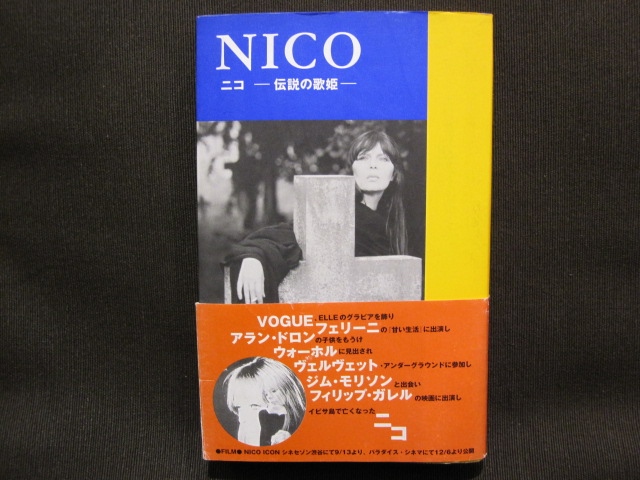 NICO
ニコ ―伝説の歌姫―
VOGUE、ELLEのグラビアを飾り
フェリーニの「甘い生活」に出演し
アラン・ドロンの子供をもうけ
ウォーホルに見出され
ヴェルヴェット・アンダーグラウンドに参加し
ジム・モリソンと出会い
フィリップ・ガレルの映画に出演し
イビサ島で亡くなった
ニコ
●FILM● NICO ICON シネセゾン渋谷にて9/13より、パラダイス・シネマにて12/6より公開